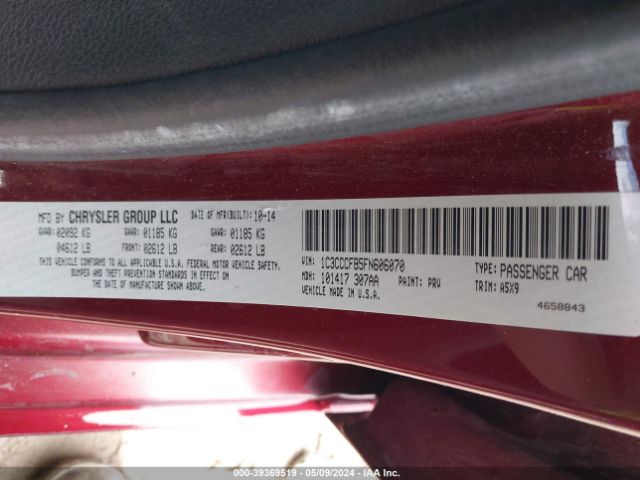 MFD BY CHRYSLER GROUP LLC DATE OF MFR(BUILT): 10-14
GVWR: 02092 KG GAWR: 01185 KG GAWR: 01185 KG
04612 LB FRONT: 02612 LB REAR: 02612 LB
THIS VEHICLE CONFORMS TO ALL APPLICABLE U.S.A. FEDERAL MOTOR VEHICLE SAFETY,
BUMPER AND THEFT PREVENTION STANDARDS IN EFFECT ON
THE DATE OF MANUFACTURE SHOWN ABOVE.
VIN: 1C3CCCFB5FN606070
MDH: 101417 307AA PAINT: PRV
VEHICLE MADE IN U.S.A.
TYPE: PASSENGER CAR
TRIM: A5X9
4658843
000-39369519 - 05/09/2024 - IAAI.COM